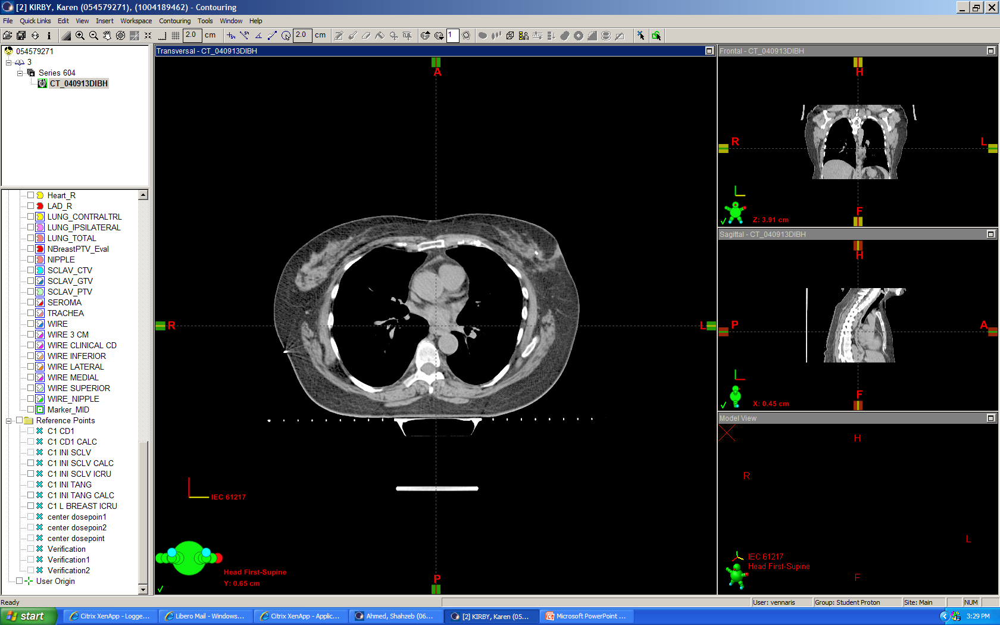 [2] KIRBY, Karen (054579271), (1004189462) - Contouring
File Quick Links Edit View Insert Workspace Contouring Tools Window Help
2.0 cm 2.0 cm 1
054579271
3
Series 604
CT_040913DIBH
Heart_R
LAD_R
LUNG_CONTRALTRL
LUNG_IPSILATERAL
LUNG_TOTAL
NBreastPTV_Eval
NIPPLE
SCLAV_CTV
SCLAV_GTV
SCLAV_PTV
SEROMA
TRACHEA
WIRE
WIRE 3 CM
WIRE CLINICAL CD
WIRE INFERIOR
WIRE LATERAL
WIRE MEDIAL
WIRE SUPERIOR
WIRE_NIPPLE
Marker_MID
Reference Points
C1 CD1
C1 CD1 CALC
C1 INI SCLV
C1 INI SCLV CALC
C1 INI SCLV ICRU
C1 INI TANG
C1 INI TANG CALC
C1 L BREAST ICRU
center dosepoin1
center dosepoin2
center dosepoint
Verification
Verification1
Verification2
User Origin
Transversal - CT_040913DIBH
A
R
L
P
IEC 61217
Head First-Supine
Y: 0.65 cm
Frontal - CT_040913DIBH
H
R
L
F
Z: 3.91 cm
Sagittal - CT_040913DIBH
H
P
A
F
X: 0.45 cm
Model View
H
R
L
IEC 61217
Head First-Supine
F
Ready
User: vennaris
Group: Student Proton
Site: Main
NUM
start
Citrix XenApp - Logge...
Libero Mail - Windows...
Citrix XenApp - Applic...
Ahmed, Shahzeb (06...
[2] KIRBY, Karen (05...
Microsoft PowerPoint ...
3:29 PM